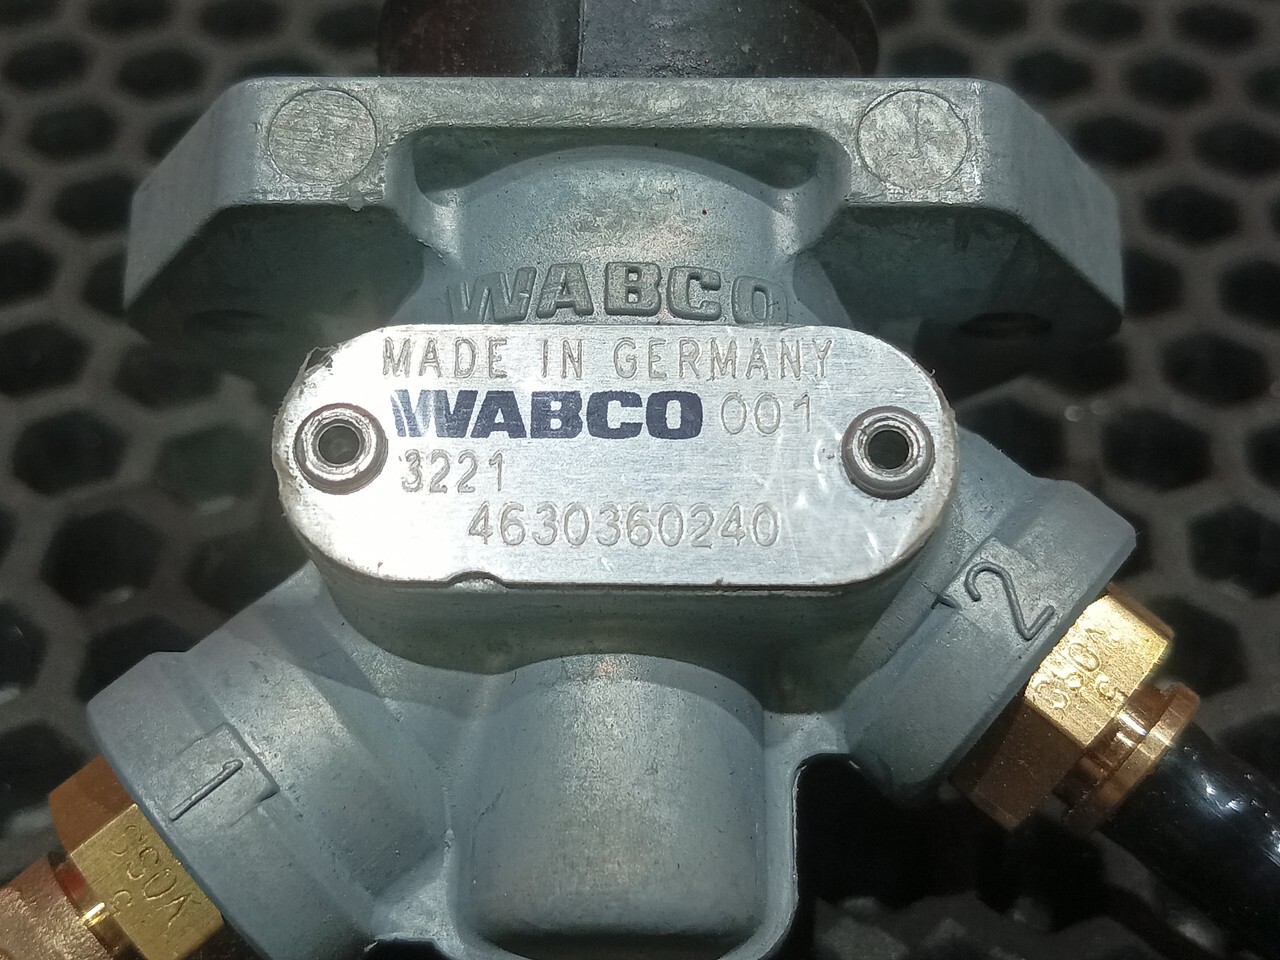 WABCO
MADE IN GERMANY
WABCO 001
3221
4630360240
2
1
VOSS
VOSS